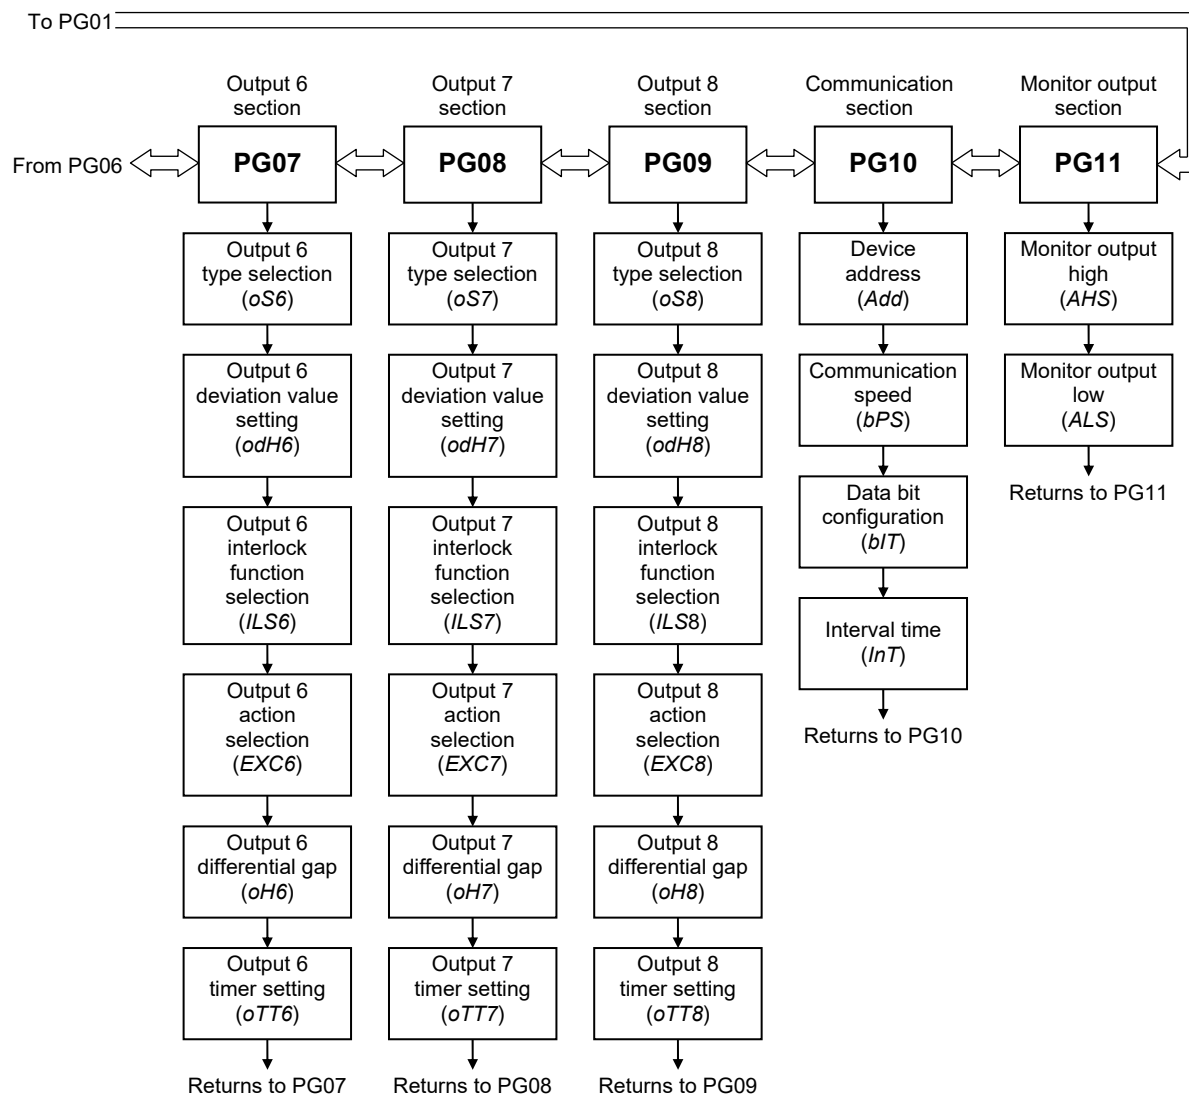 To PG01
Output 6
section
Output 7
section
Output 8
section
Communication
section
Monitor output
section
From PG06
PG07
PG08
PG09
PG10
PG11
Output 6
type selection
(oS6)
Output 7
type selection
(oS7)
Output 8
type selection
(oS8)
Device
address
(Add)
Monitor output
high
(AHS)
Output 6
deviation value
setting
(odH6)
Output 7
deviation value
setting
(odH7)
Output 8
deviation value
setting
(odH8)
Communication
speed
(bPS)
Monitor output
low
(ALS)
Returns to PG11
Output 6
interlock
function
selection
(ILS6)
Output 7
interlock
function
selection
(ILS7)
Output 8
interlock
function
selection
(ILS8)
Data bit
configuration
(bIT)
Interval time
(InT)
Returns to PG10
Output 6
action
selection
(EXC6)
Output 7
action
selection
(EXC7)
Output 8
action
selection
(EXC8)
Output 6
differential gap
(oH6)
Output 7
differential gap
(oH7)
Output 8
differential gap
(oH8)
Output 6
timer setting
(oTT6)
Output 7
timer setting
(oTT7)
Output 8
timer setting
(oTT8)
Returns to PG07
Returns to PG08
Returns to PG09